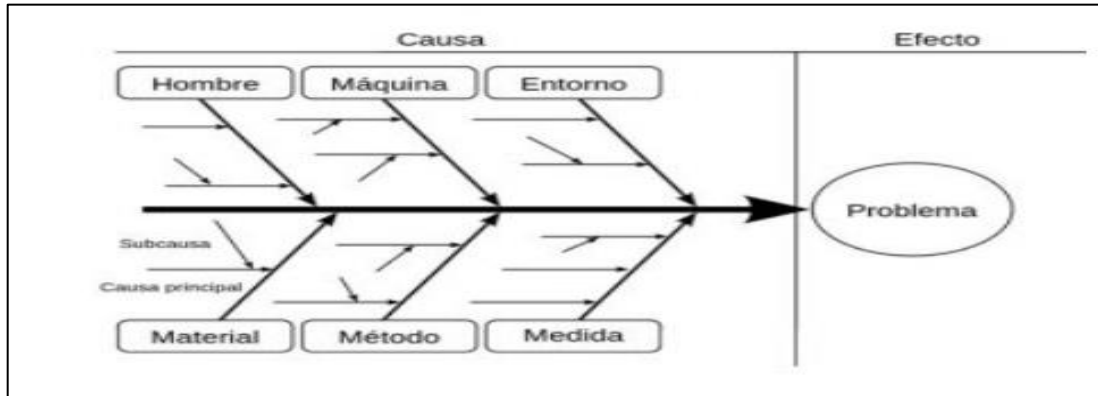 Causa Efecto
Hombre Máquina Entorno
Problema
Subcausa
Causa principal
Material Método Medida